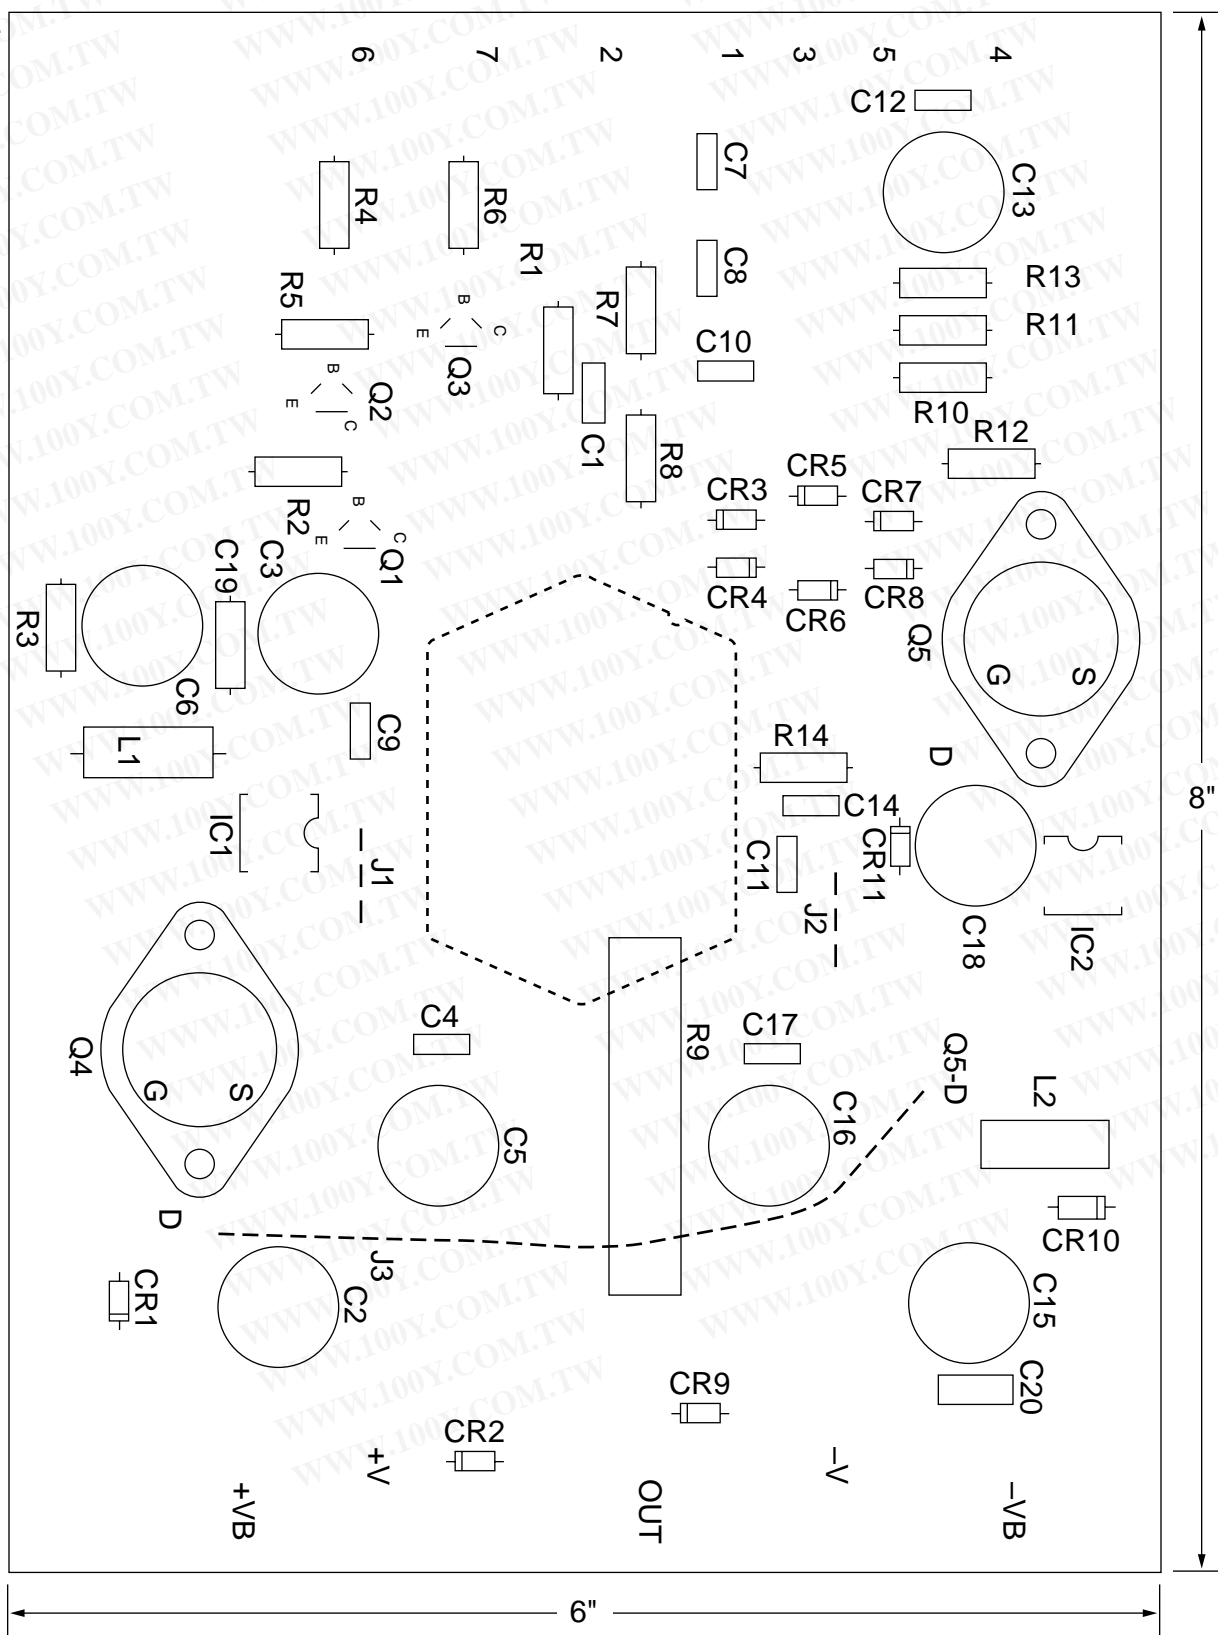 6 7 2 1 3 5 4
C12
C7
C13
R4
R6
R1
C8
R13
R5
R7
B
E
C
R11
Q3
C10
B
E
C
Q2
R10
C1
R12
R8
CR5
CR3
CR7
R2
B
E
C
Q1
C3
C19
CR4
CR6
CR8
R3
Q5
G
S
C6
C9
L1
R14
D
8"
C14
IC1
J1
C11
CR11
J2
C18
IC2
C4
C17
R9
Q5-D
Q4
G
S
L2
C5
C16
D
J3
CR10
CR1
C2
C15
CR9
C20
CR2
+V
–V
+VB
OUT
–VB
6"
WWW.100Y.COM.TW